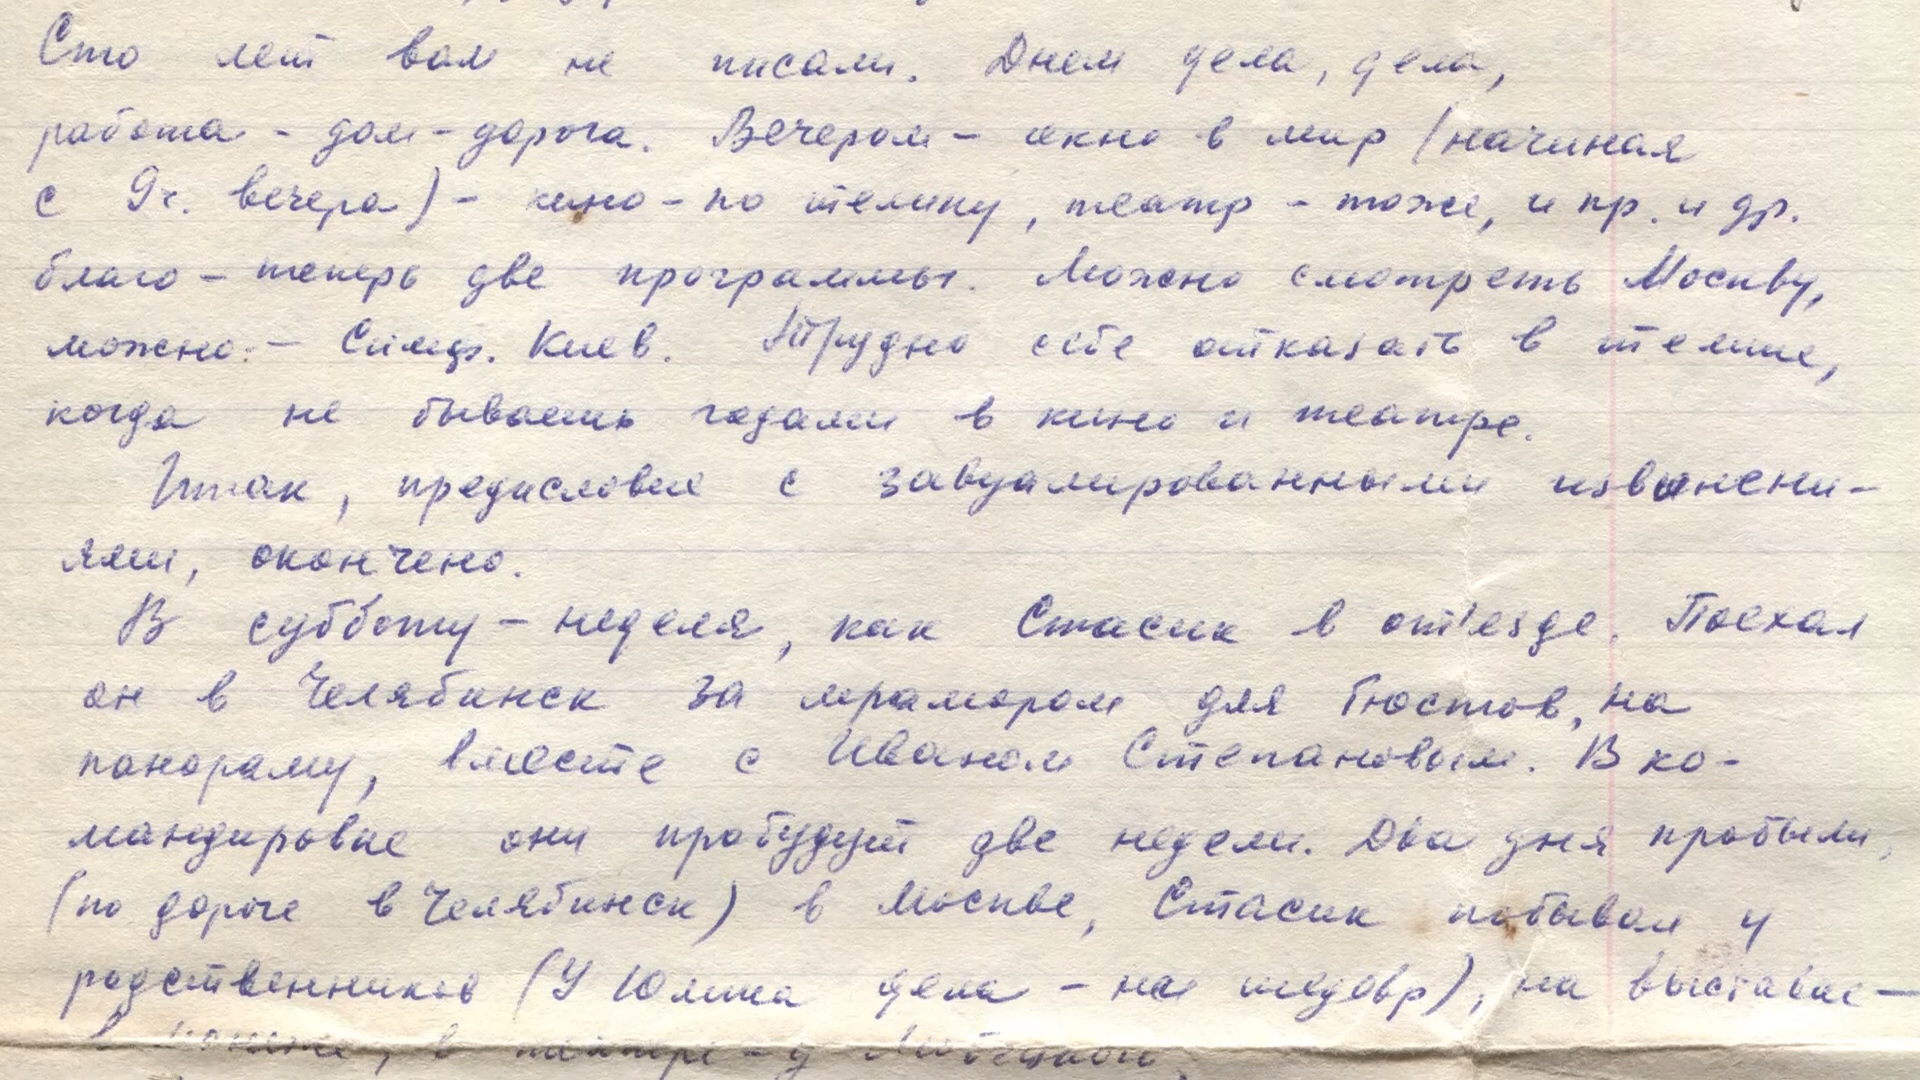 Сто лет вам не писали. Днем дела, дела,
работа - дом - дорога. Вечером - окно в мир (начиная
с 9ч. вечера) - кино - по телику, театр - тоже, и пр. и др.
благо - теперь две программы. Можно смотреть Москву,
можно - Симф. Киев. Трудно себе отказать в телике,
когда не бываешь годами в кино и театре.
Итак, предисловие с завуалированными извинени-
ями, окончено.
В субботу - неделя, как Стасик в отъезде. Поехал
он в Челябинск за мрамором для бюстов, на
панораму, вместе с Иваном Степановым. В ко-
мандировке они пробудут две недели. Два дня пробыли,
(по дороге в Челябинск) в Москве, Стасик побывал у
родственников (У Юлика дела - на шедевр), на выставке -
в Манеже, в театре - у